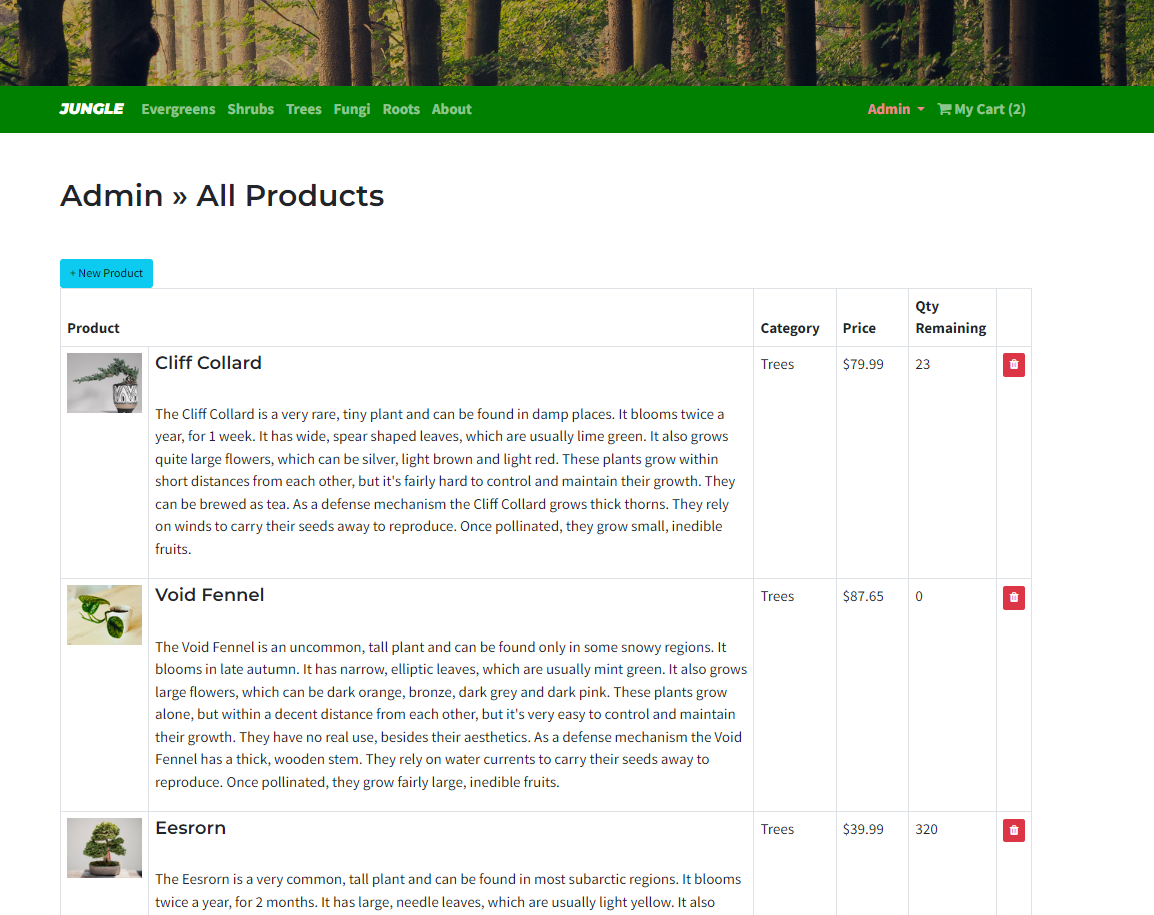 JUNGLE Evergreens Shrubs Trees Fungi Roots About Admin My Cart (2)
Admin » All Products
+ New Product
Product Category Price Qty Remaining
Cliff Collard Trees $79.99 23
The Cliff Collard is a very rare, tiny plant and can be found in damp places. It blooms twice a
year, for 1 week. It has wide, spear shaped leaves, which are usually lime green. It also grows
quite large flowers, which can be silver, light brown and light red. These plants grow within
short distances from each other, but it's fairly hard to control and maintain their growth. They
can be brewed as tea. As a defense mechanism the Cliff Collard grows thick thorns. They rely
on winds to carry their seeds away to reproduce. Once pollinated, they grow small, inedible
fruits.
Void Fennel Trees $87.65 0
The Void Fennel is an uncommon, tall plant and can be found only in some snowy regions. It
blooms in late autumn. It has narrow, elliptic leaves, which are usually mint green. It also grows
large flowers, which can be dark orange, bronze, dark grey and dark pink. These plants grow
alone, but within a decent distance from each other, but it's very easy to control and maintain
their growth. They have no real use, besides their aesthetics. As a defense mechanism the Void
Fennel has a thick, wooden stem. They rely on water currents to carry their seeds away to
reproduce. Once pollinated, they grow fairly large, inedible fruits.
Eesrorn Trees $39.99 320
The Eesrorn is a very common, tall plant and can be found in most subarctic regions. It blooms
twice a year, for 2 months. It has large, needle leaves, which are usually light yellow. It also